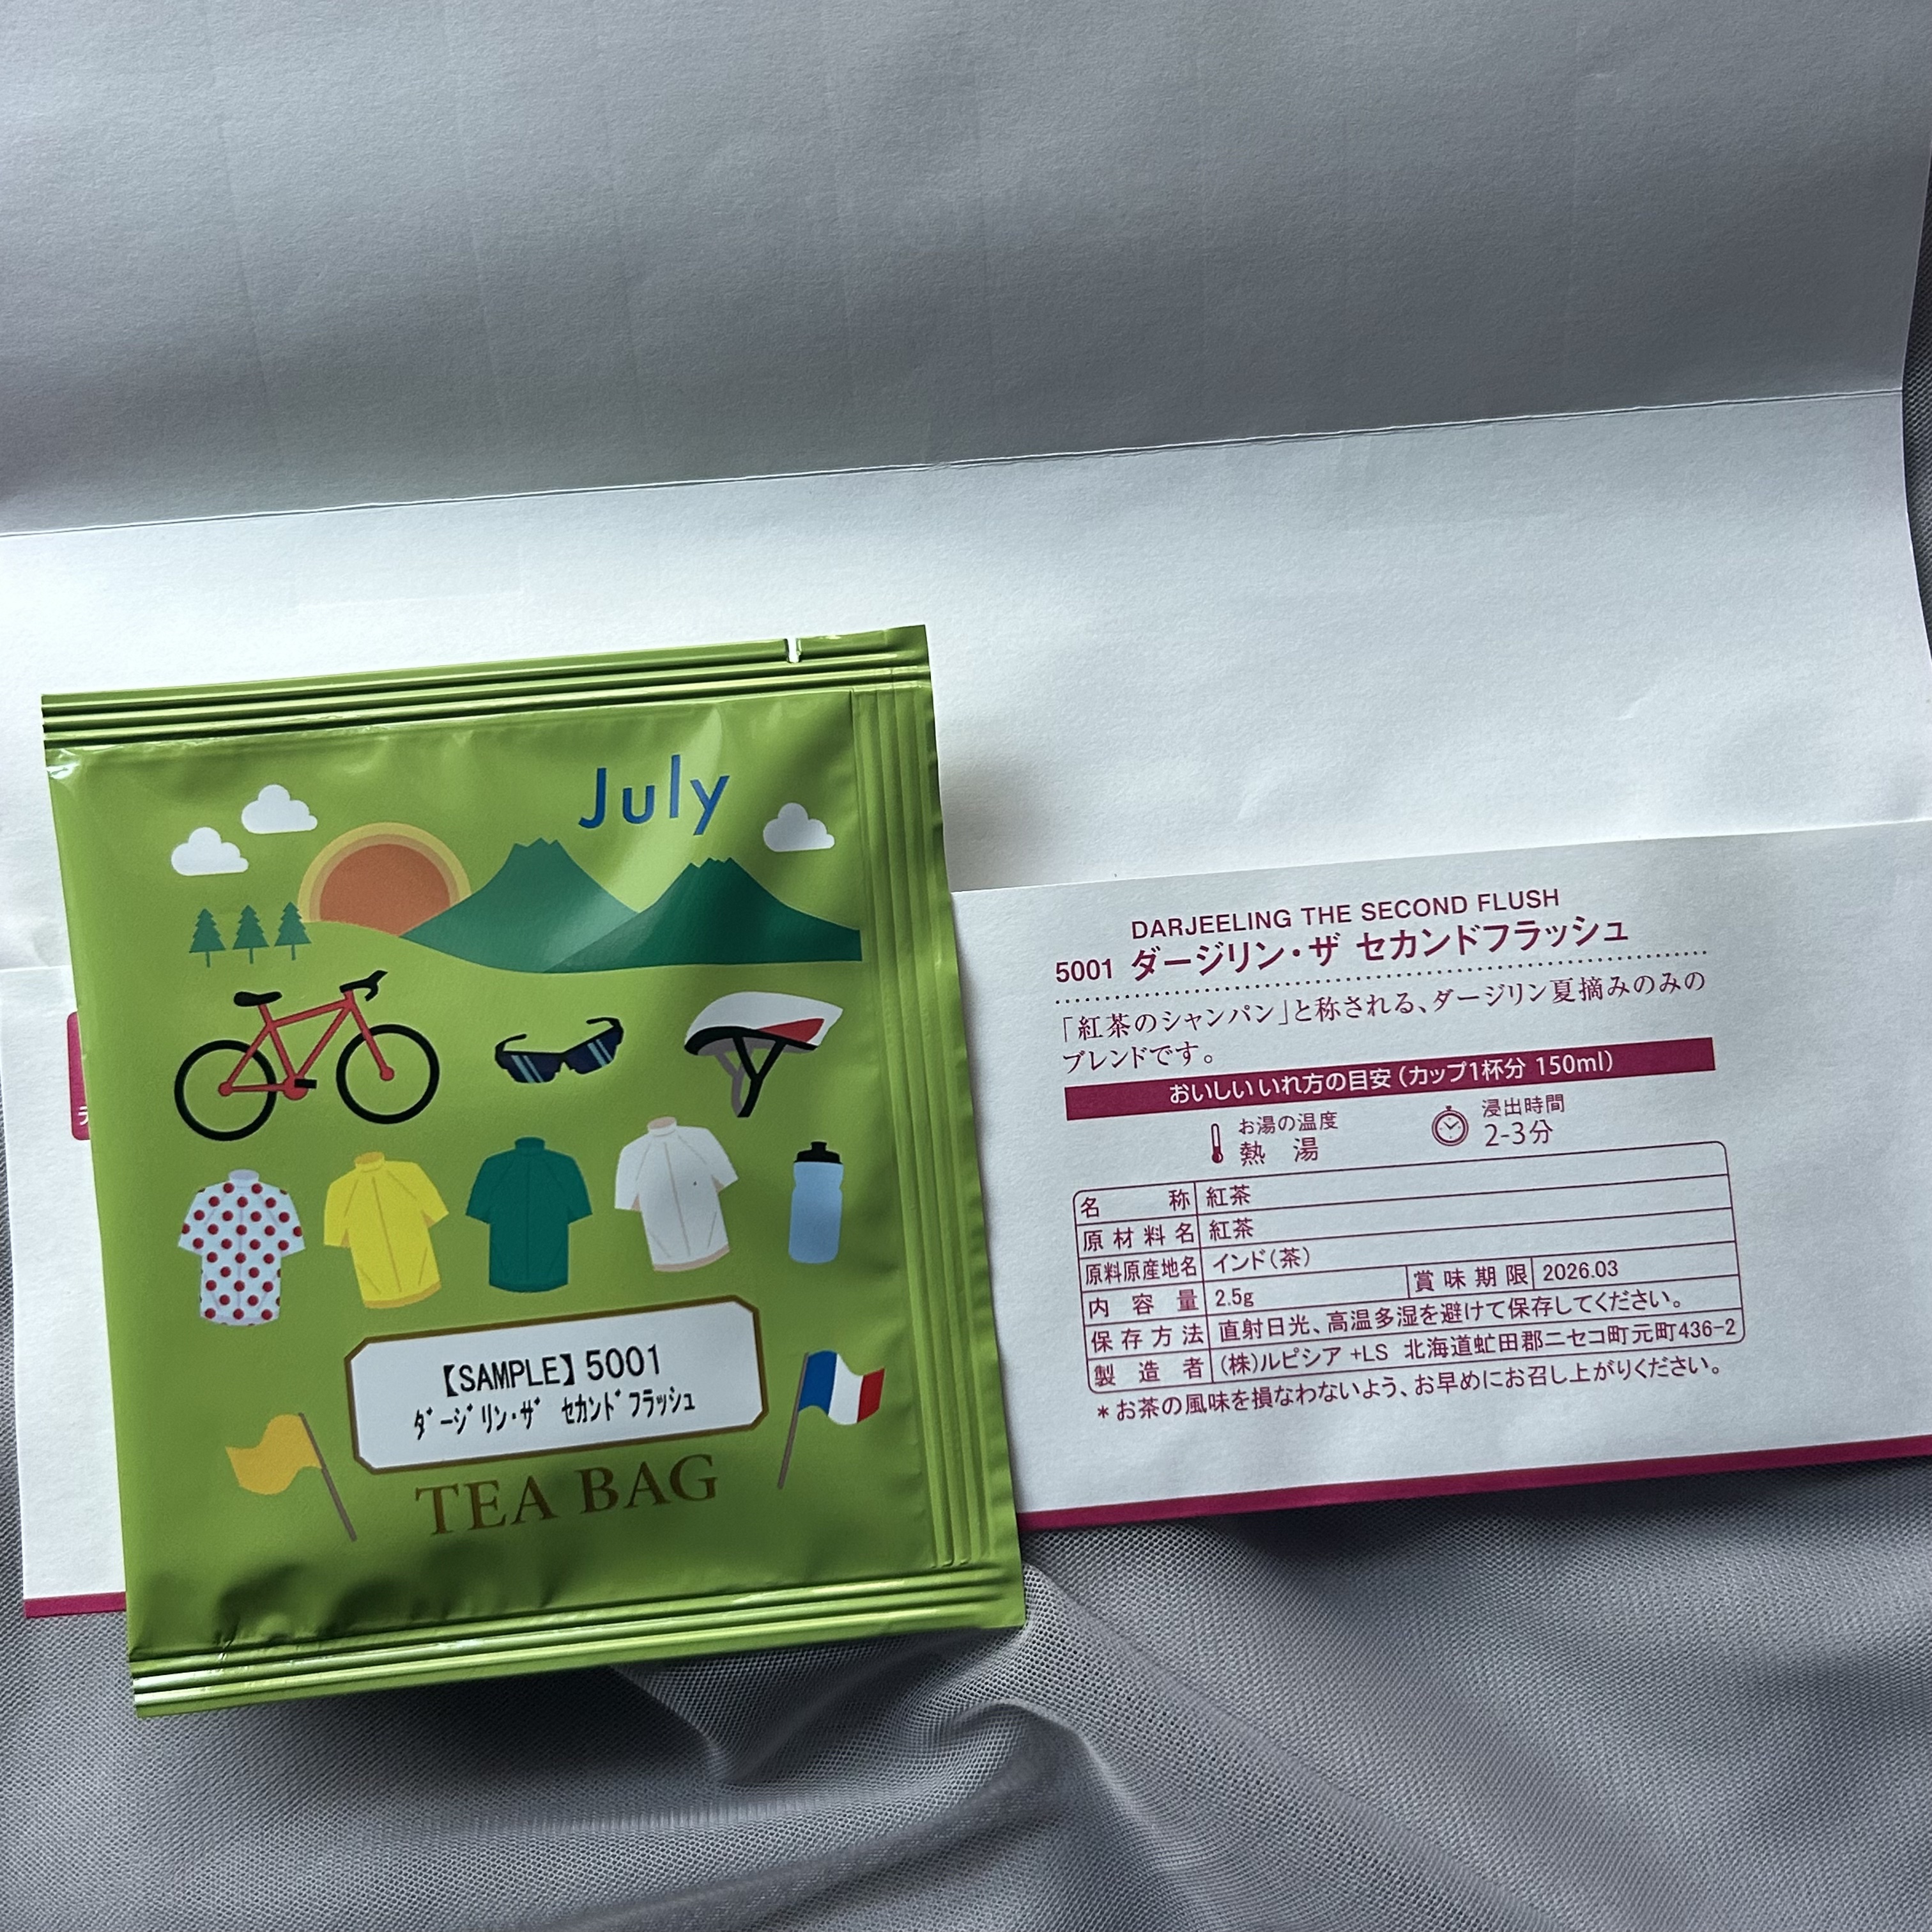 July
【SAMPLE】5001
ダージリン・ザ セカンドフラッシュ
TEA BAG
DARJEELING THE SECOND FLUSH
5001 ダージリン・ザ セカンドフラッシュ
「紅茶のシャンパン」と称される、ダージリン夏摘みのみの
ブレンドです。
おいしいいれ方の目安(カップ1杯分 150ml)
お湯の温度
熱 湯
浸出時間
2-3分
名 称 紅茶
原材料名 紅茶
原料原産地名 インド(茶)
内容量 2.5g 賞味期限 2026.03
保存方法 直射日光、高温多湿を避けて保存してください。
製造者 (株)ルピシア +LS 北海道虻田郡ニセコ町元町436-2
＊お茶の風味を損なわないよう、お早めにお召し上がりください。